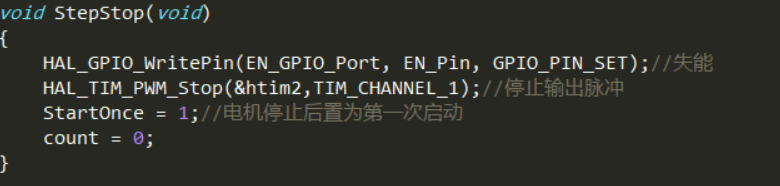 void StepStop(void)
{
    HAL_GPIO_WritePin(EN_GPIO_Port, EN_Pin, GPIO_PIN_SET);//失能
    HAL_TIM_PWM_Stop(&htim2,TIM_CHANNEL_1);//停止输出脉冲
    StartOnce = 1;//电机停止后置为第一次启动
    count = 0;
}